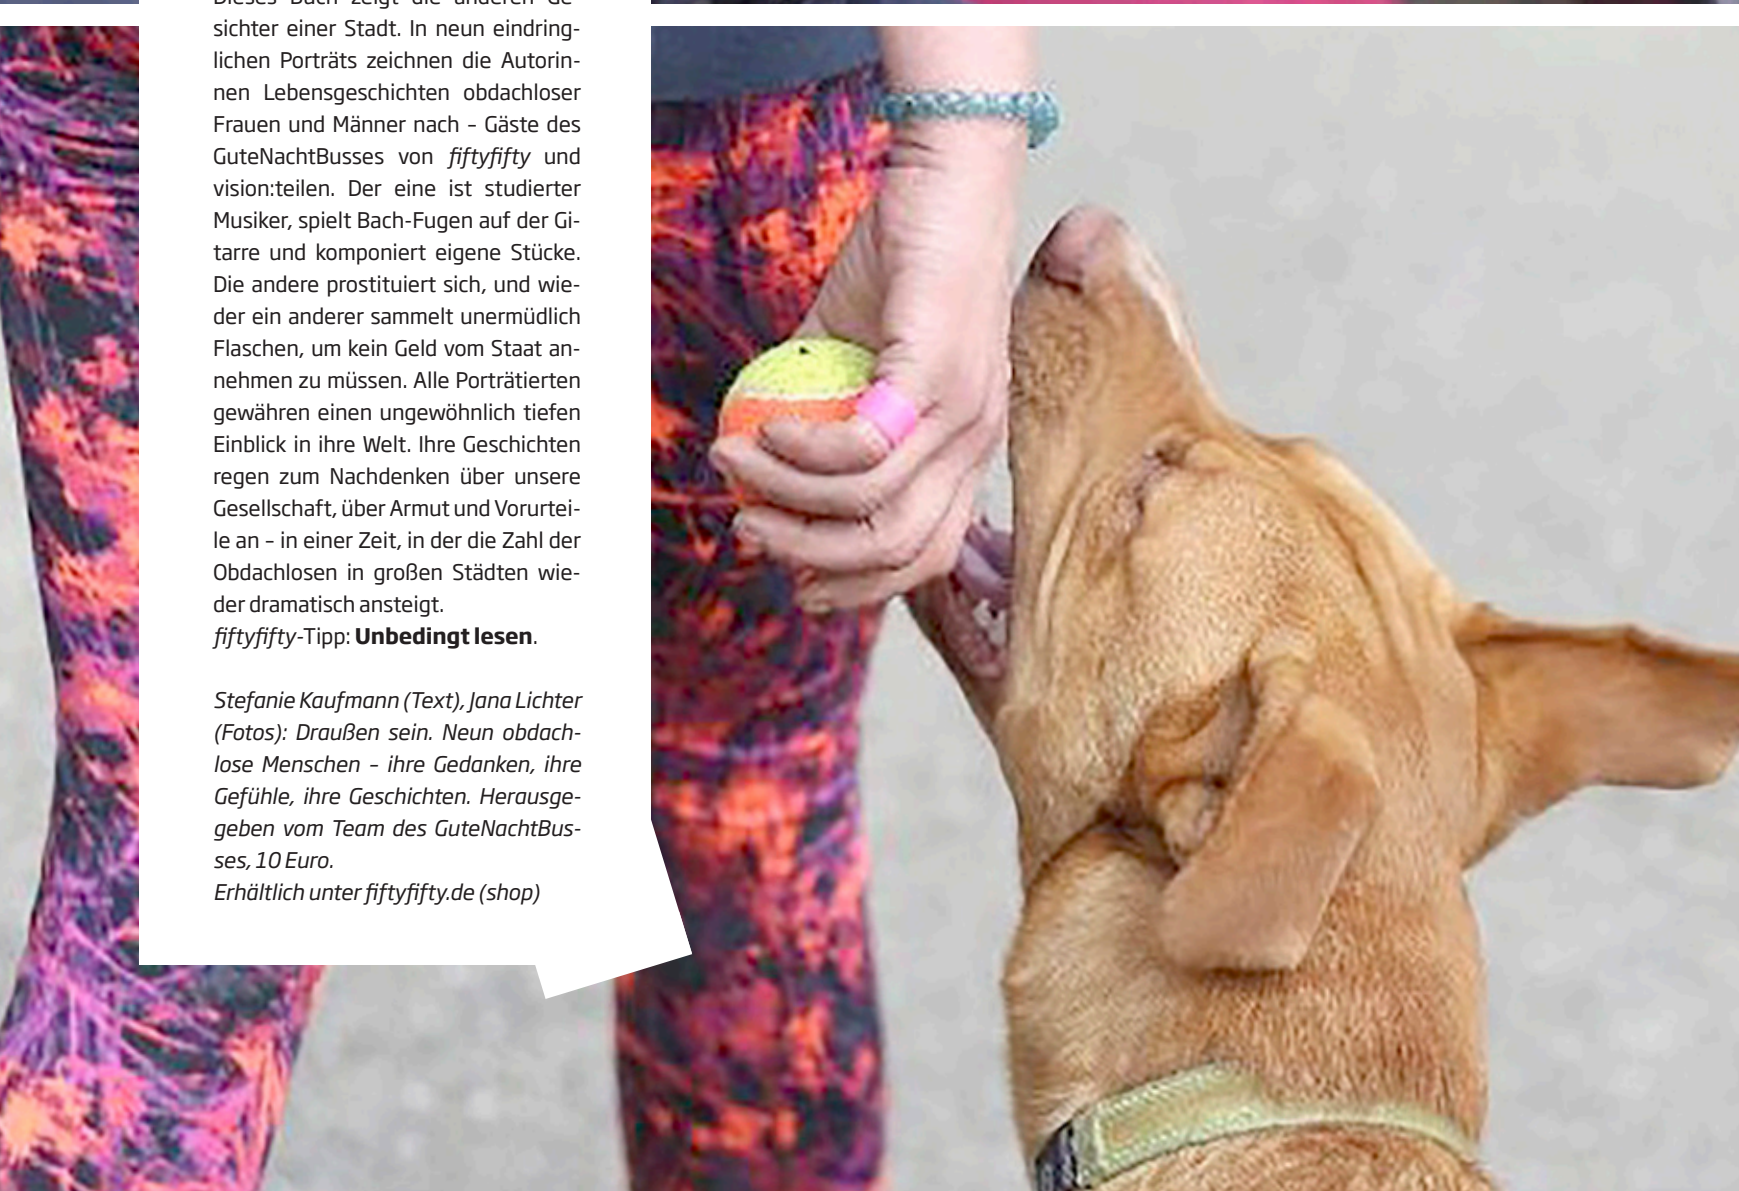 Dieses Buch zeigt die anderen Ge-
sichter einer Stadt. In neun eindring-
lichen Porträts zeichnen die Autorin-
nen Lebensgeschichten obdachloser
Frauen und Männer nach – Gäste des
GuteNachtBusses von fiftyfifty und
vision:teilen. Der eine ist studierter
Musiker, spielt Bach-Fugen auf der Gi-
tarre und komponiert eigene Stücke.
Die andere prostituiert sich, und wie-
der ein anderer sammelt unermüdlich
Flaschen, um kein Geld vom Staat an-
nehmen zu müssen. Alle Porträtierten
gewähren einen ungewöhnlich tiefen
Einblick in ihre Welt. Ihre Geschichten
regen zum Nachdenken über unsere
Gesellschaft, über Armut und Vorurtei-
le an – in einer Zeit, in der die Zahl der
Obdachlosen in großen Städten wie-
der dramatisch ansteigt.
fiftyfifty-Tipp: Unbedingt lesen.
Stefanie Kaufmann (Text), Jana Lichter
(Fotos): Draußen sein. Neun obdach-
lose Menschen – ihre Gedanken, ihre
Gefühle, ihre Geschichten. Herausge-
geben vom Team des GuteNachtBus-
ses, 10 Euro.
Erhältlich unter fiftyfifty.de (shop)